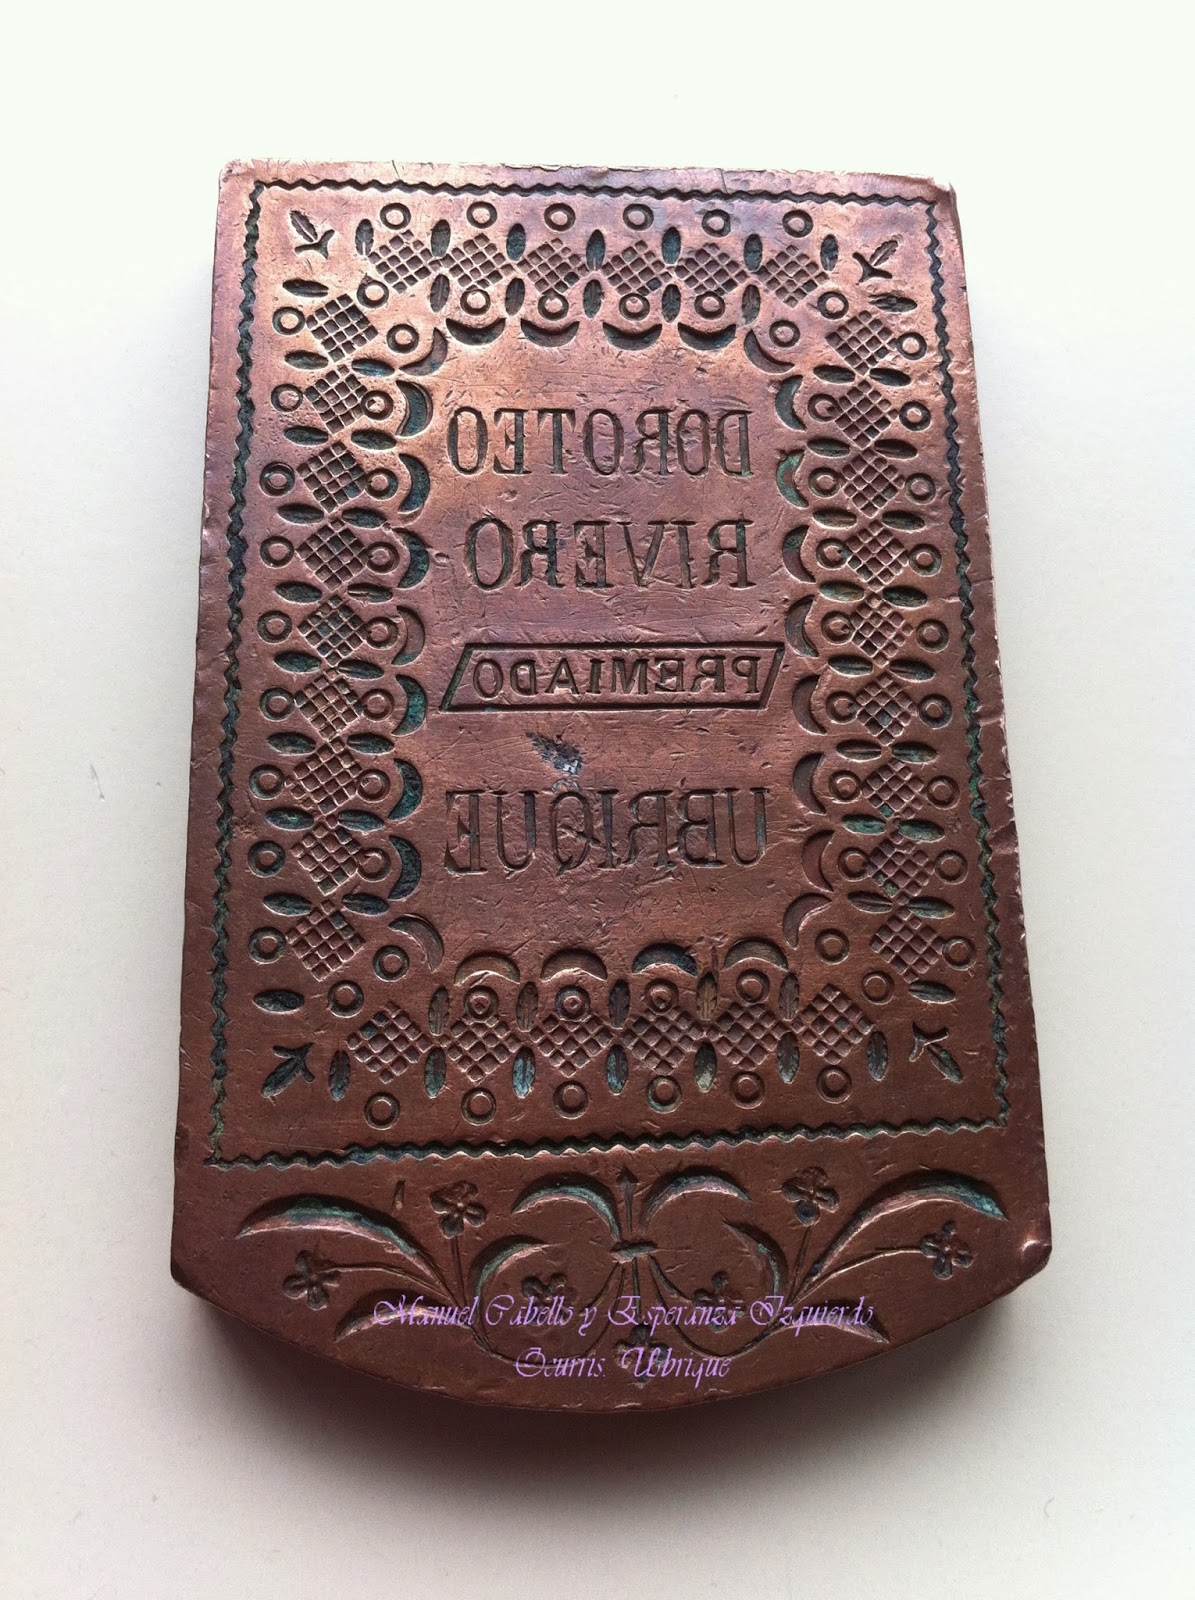 DOROTEO
RIVERO
PREMIADO
UBRIQUE
Manuel Cabello y Esperanza Izquierdo
Ocurris. Ubrique